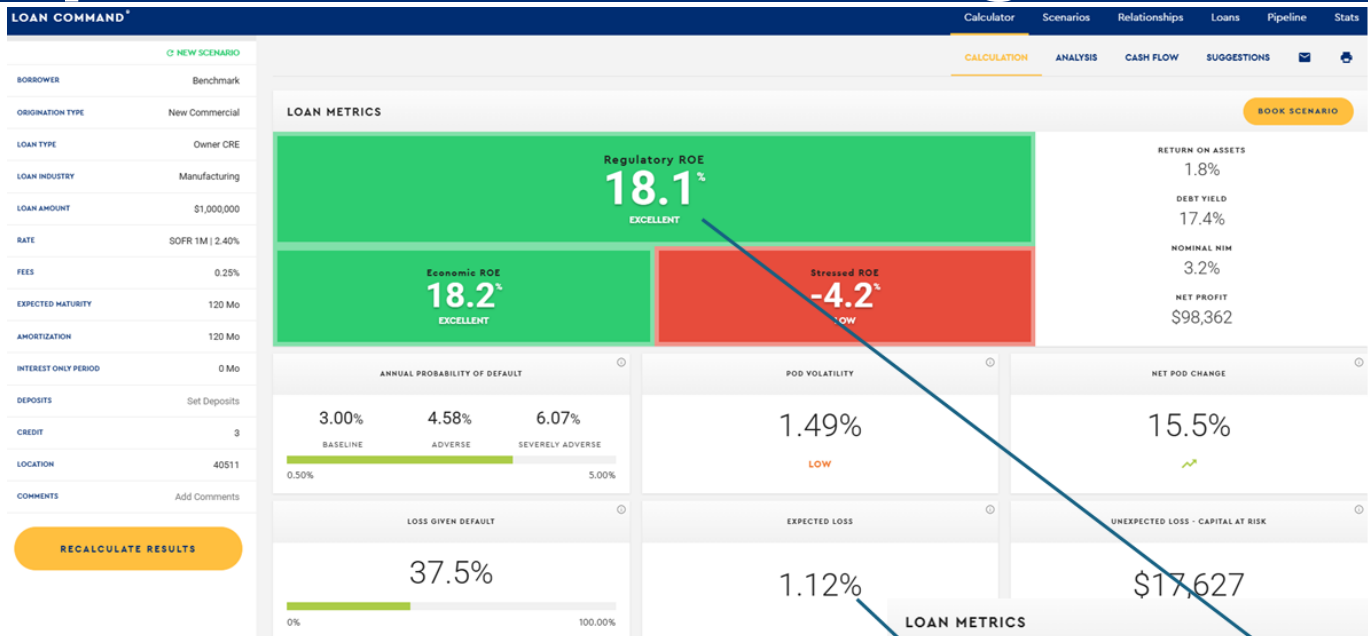 LOAN COMMAND°
Calculator Scenarios Relationships Loans Pipeline Stats
NEW SCENARIO
CALCULATION ANALYSIS CASH FLOW SUGGESTIONS
BORROWER Benchmark
ORIGINATION TYPE New Commercial
LOAN TYPE Owner CRE
LOAN INDUSTRY Manufacturing
LOAN AMOUNT $1,000,000
RATE SOFR 1M | 2.40%
FEES 0.25%
EXPECTED MATURITY 120 Mo
AMORTIZATION 120 Mo
INTEREST ONLY PERIOD 0 Mo
DEPOSITS Set Deposits
CREDIT 3
LOCATION 40511
COMMENTS Add Comments
RECALCULATE RESULTS
LOAN METRICS
BOOK SCENARIO
Regulatory ROE
18.1%
EXCELLENT
Economic ROE
18.2%
EXCELLENT
Stressed ROE
-4.2%
LOW
RETURN ON ASSETS
1.8%
DEBT YIELD
17.4%
NOMINAL NIM
3.2%
NET PROFIT
$98,362
ANNUAL PROBABILITY OF DEFAULT
3.00% 4.58% 6.07%
BASELINE ADVERSE SEVERELY ADVERSE
0.50% 5.00%
POD VOLATILITY
1.49%
LOW
NET POD CHANGE
15.5%
LOSS GIVEN DEFAULT
37.5%
0% 100.00%
EXPECTED LOSS
1.12%
UNEXPECTED LOSS - CAPITAL AT RISK
$17,627
LOAN METRICS